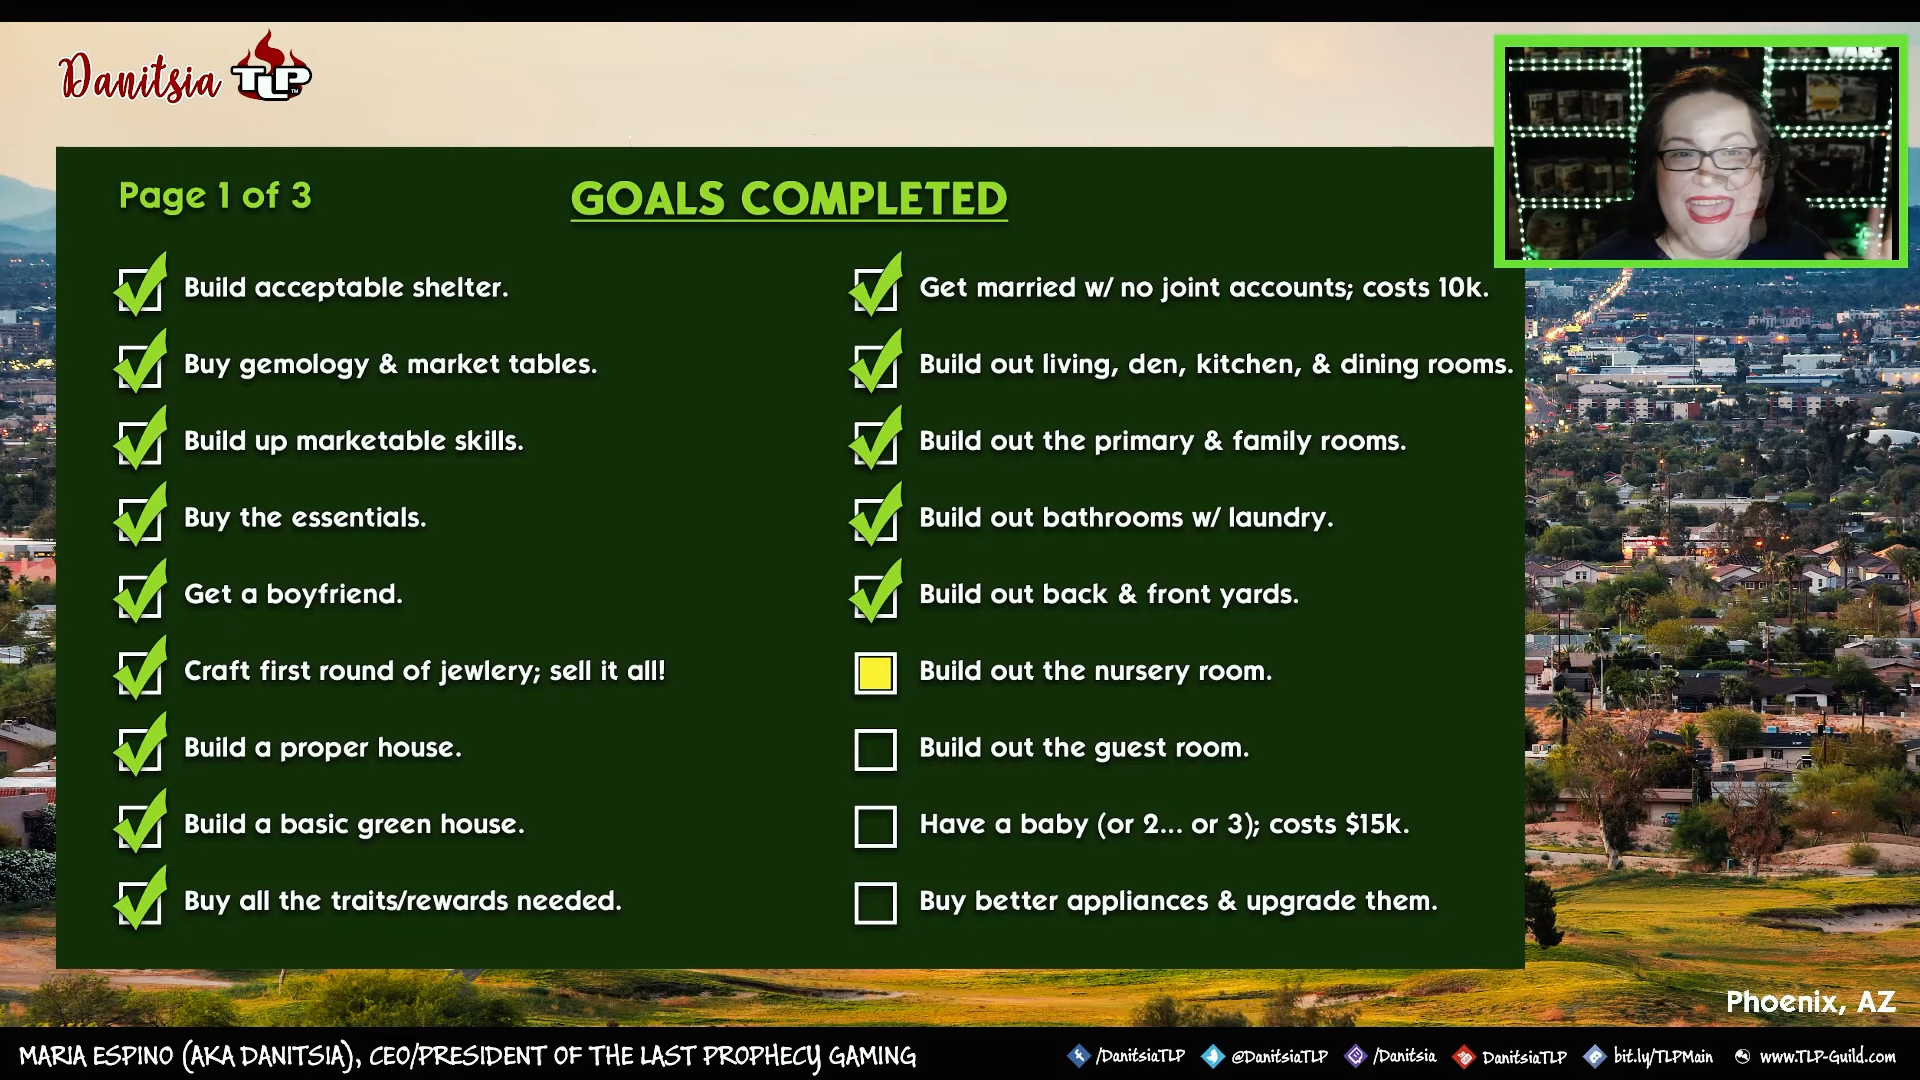 Danitsia TLP™
Page 1 of 3
GOALS COMPLETED
Build acceptable shelter.
Buy gemology & market tables.
Build up marketable skills.
Buy the essentials.
Get a boyfriend.
Craft first round of jewlery; sell it all!
Build a proper house.
Build a basic green house.
Buy all the traits/rewards needed.
Get married w/ no joint accounts; costs 10k.
Build out living, den, kitchen, & dining rooms.
Build out the primary & family rooms.
Build out bathrooms w/ laundry.
Build out back & front yards.
Build out the nursery room.
Build out the guest room.
Have a baby (or 2... or 3); costs $15k.
Buy better appliances & upgrade them.
Phoenix, AZ
MARIA ESPINO (AKA DANITSIA), CEO/PRESIDENT OF THE LAST PROPHECY GAMING
/DanitsiaTLP
@DanitsiaTLP
/Danitsia
DanitsiaTLP
bit.ly/TLPMain
www.TLP-Guild.com